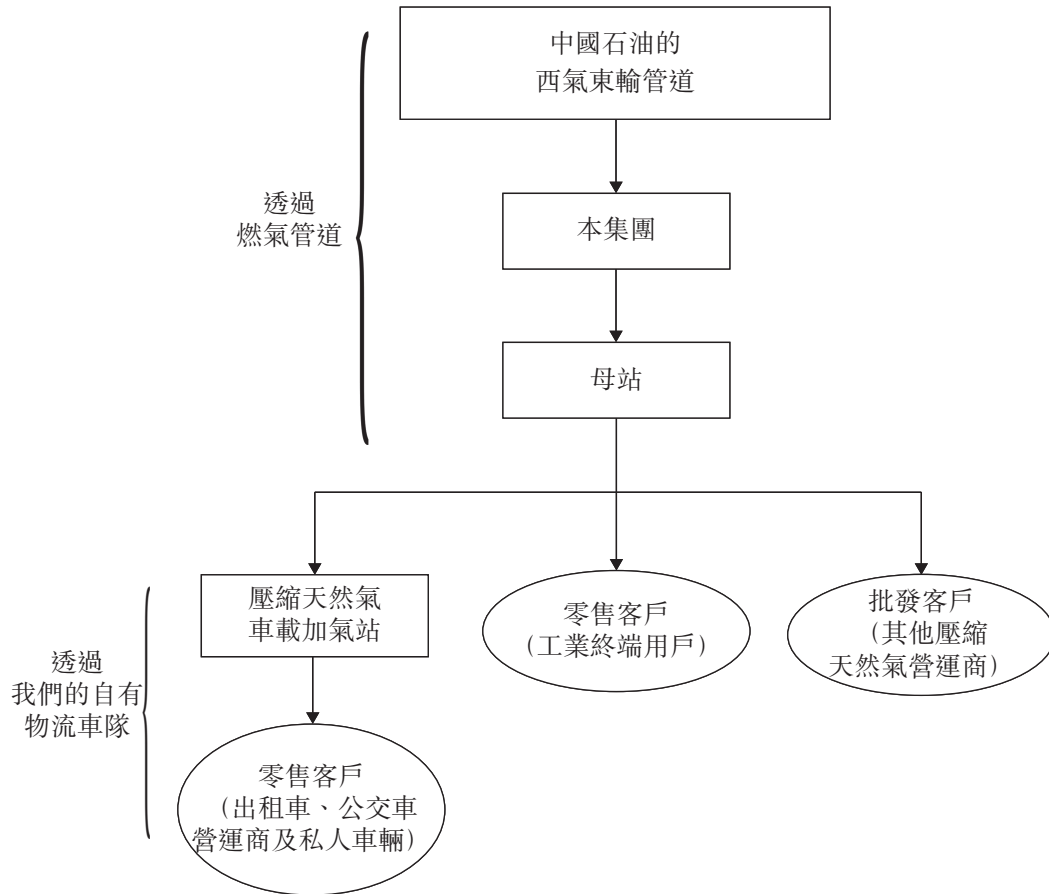 中國石油的
西氣東輸管道
透過
燃氣管道
本集團
母站
壓縮天然氣
車載加氣站
零售客戶
（工業終端用戶）
批發客戶
（其他壓縮
天然氣營運商）
透過
我們的自有
物流車隊
零售客戶
（出租車、公交車
營運商及私人車輛）